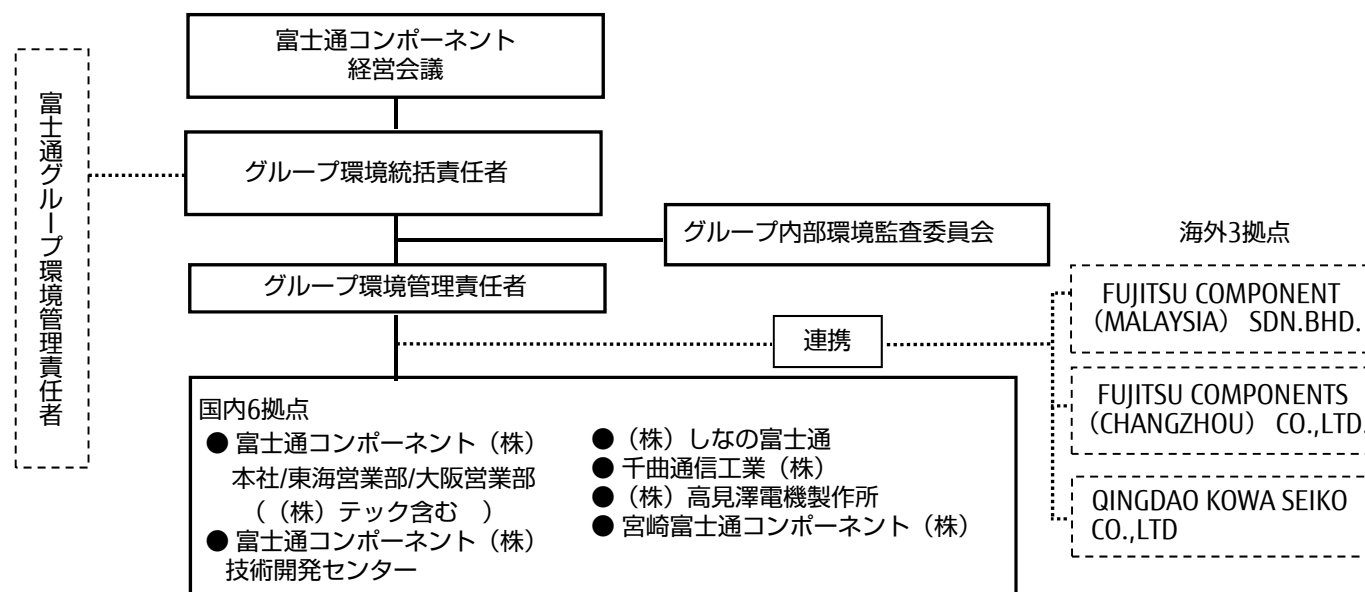 富士通コンポーネント
経営会議
富士通グループ環境管理責任者
グループ環境統括責任者
グループ内部環境監査委員会
グループ環境管理責任者
連携
海外3拠点
FUJITSU COMPONENT
（MALAYSIA） SDN.BHD.
FUJITSU COMPONENTS
（CHANGZHOU） CO.,LTD.
QINGDAO KOWA SEIKO
CO.,LTD
国内6拠点
● 富士通コンポーネント（株）
本社/東海営業部/大阪営業部
（（株）テック含む ）
● 富士通コンポーネント（株）
技術開発センター
● （株）しなの富士通
● 千曲通信工業（株）
● （株）高見澤電機製作所
● 宮崎富士通コンポーネント（株）